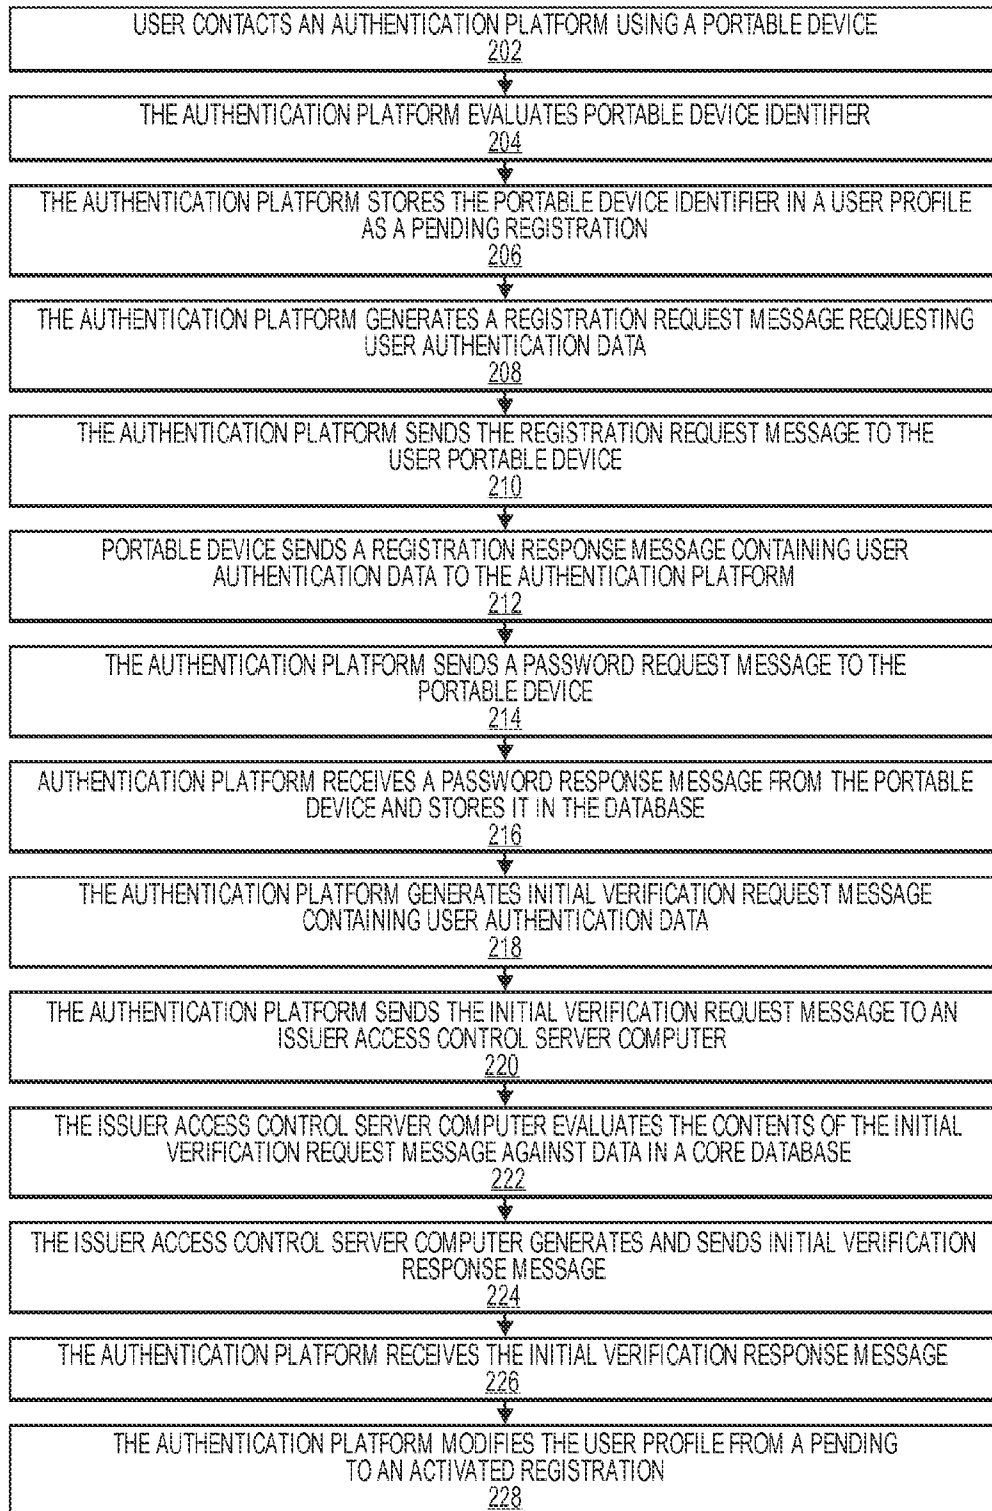 USER CONTACTS AN AUTHENTICATION PLATFORM USING A PORTABLE DEVICE
202
THE AUTHENTICATION PLATFORM EVALUATES PORTABLE DEVICE IDENTIFIER
204
THE AUTHENTICATION PLATFORM STORES THE PORTABLE DEVICE IDENTIFIER IN A USER PROFILE
AS A PENDING REGISTRATION
206
THE AUTHENTICATION PLATFORM GENERATES A REGISTRATION REQUEST MESSAGE REQUESTING
USER AUTHENTICATION DATA
208
THE AUTHENTICATION PLATFORM SENDS THE REGISTRATION REQUEST MESSAGE TO THE
USER PORTABLE DEVICE
210
PORTABLE DEVICE SENDS A REGISTRATION RESPONSE MESSAGE CONTAINING USER
AUTHENTICATION DATA TO THE AUTHENTICATION PLATFORM
212
THE AUTHENTICATION PLATFORM SENDS A PASSWORD REQUEST MESSAGE TO THE
PORTABLE DEVICE
214
AUTHENTICATION PLATFORM RECEIVES A PASSWORD RESPONSE MESSAGE FROM THE PORTABLE
DEVICE AND STORES IT IN THE DATABASE
216
THE AUTHENTICATION PLATFORM GENERATES INITIAL VERIFICATION REQUEST MESSAGE
CONTAINING USER AUTHENTICATION DATA
218
THE AUTHENTICATION PLATFORM SENDS THE INITIAL VERIFICATION REQUEST MESSAGE TO AN
ISSUER ACCESS CONTROL SERVER COMPUTER
220
THE ISSUER ACCESS CONTROL SERVER COMPUTER EVALUATES THE CONTENTS OF THE INITIAL
VERIFICATION REQUEST MESSAGE AGAINST DATA IN A CORE DATABASE
222
THE ISSUER ACCESS CONTROL SERVER COMPUTER GENERATES AND SENDS INITIAL VERIFICATION
RESPONSE MESSAGE
224
THE AUTHENTICATION PLATFORM RECEIVES THE INITIAL VERIFICATION RESPONSE MESSAGE
226
THE AUTHENTICATION PLATFORM MODIFIES THE USER PROFILE FROM A PENDING
TO AN ACTIVATED REGISTRATION
228